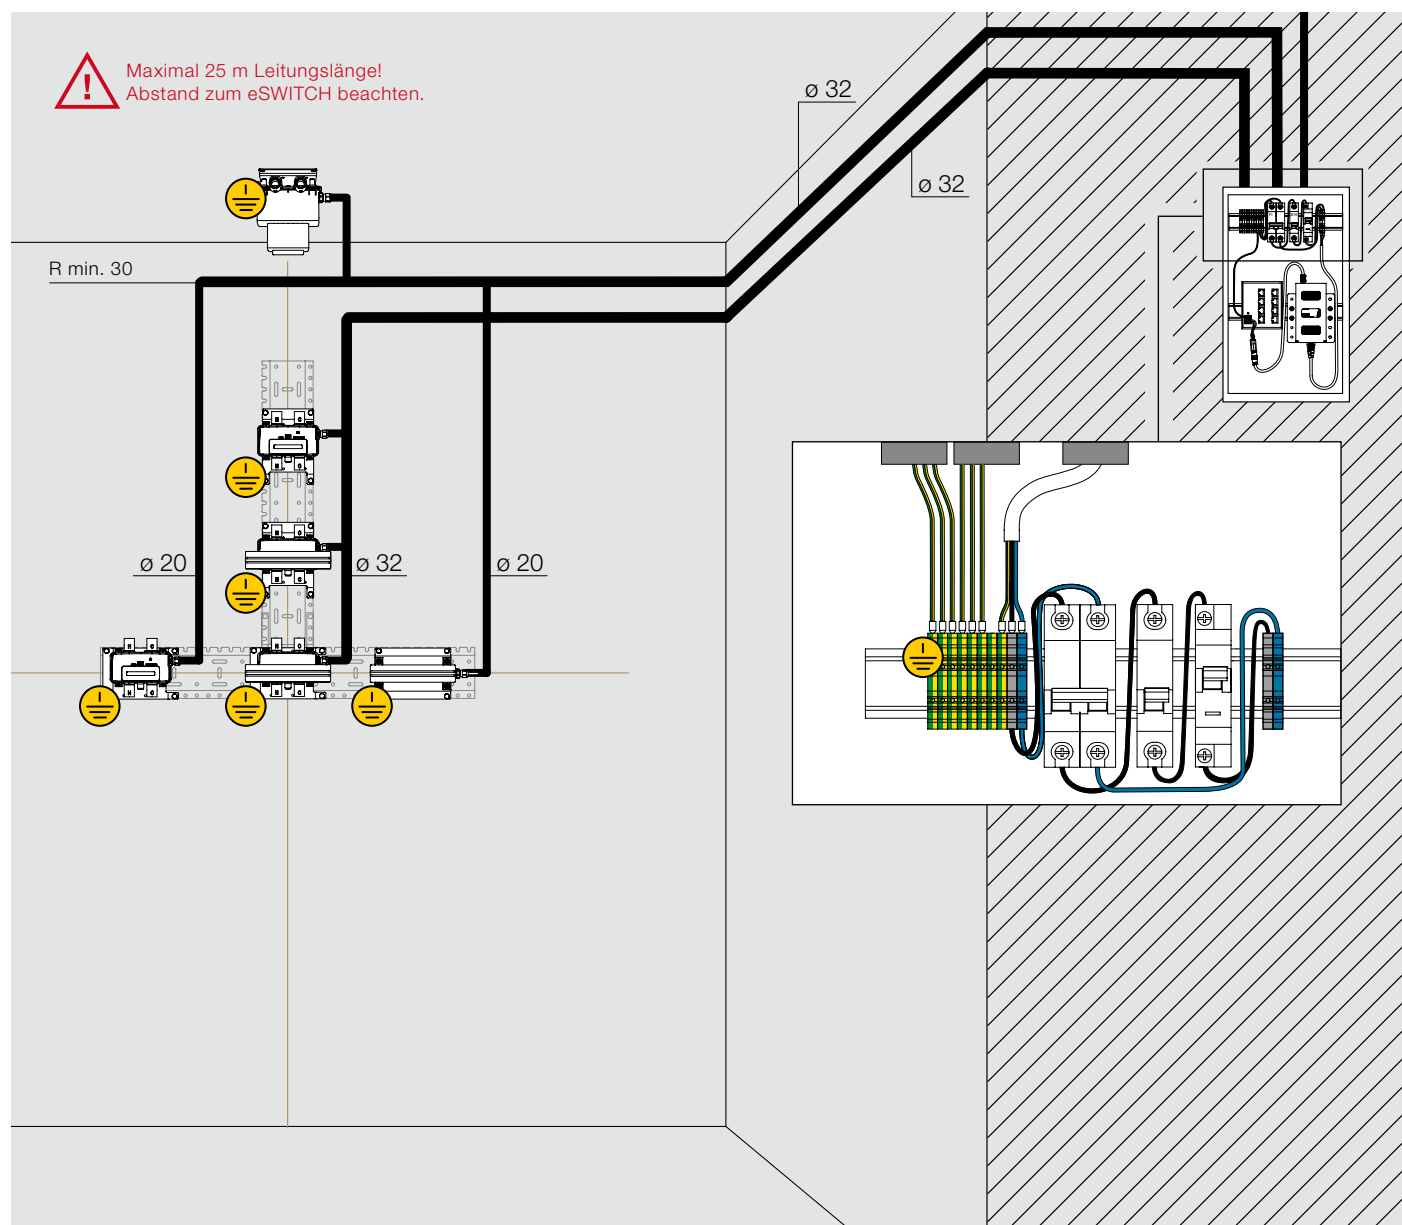 Maximal 25 m Leitungslänge!
Abstand zum eSWITCH beachten.
ø 32
ø 32
R min. 30
ø 20
ø 32
ø 20